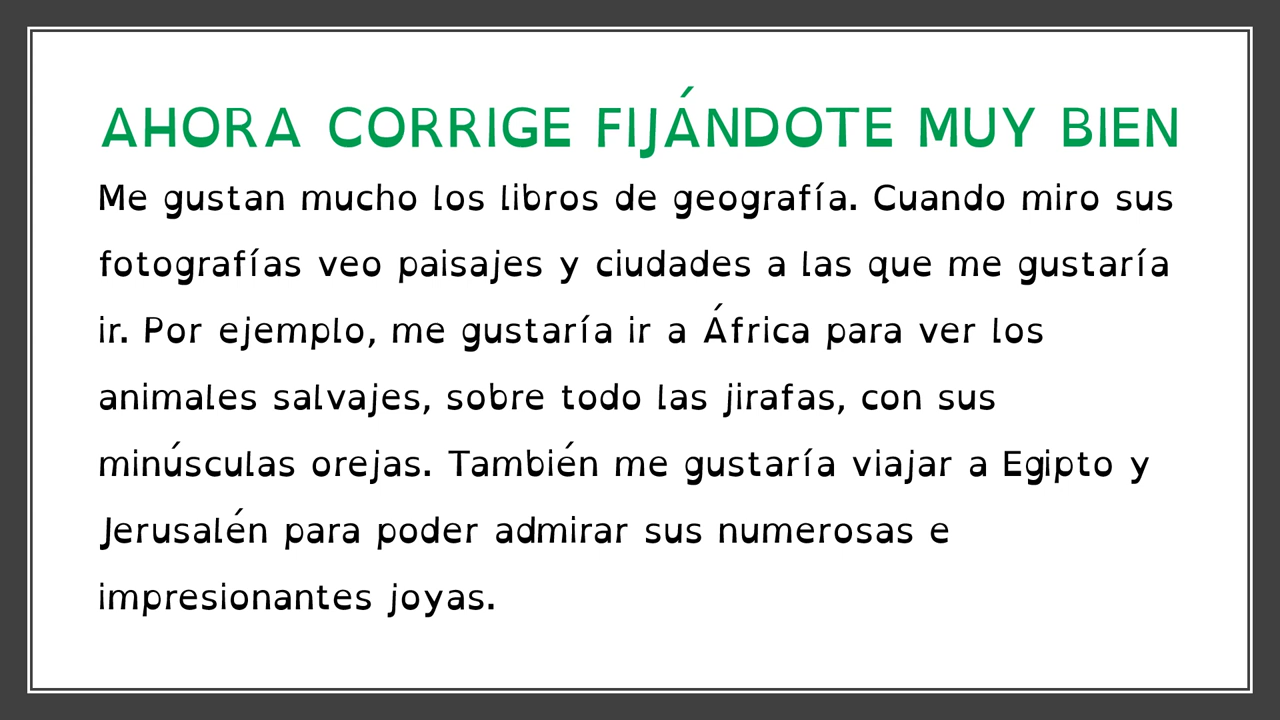 AHORA CORRIGE FIJÁNDOTE MUY BIEN
Me gustan mucho los libros de geografía. Cuando miro sus
fotografías veo paisajes y ciudades a las que me gustaría
ir. Por ejemplo, me gustaría ir a África para ver los
animales salvajes, sobre todo las jirafas, con sus
minúsculas orejas. También me gustaría viajar a Egipto y
Jerusalén para poder admirar sus numerosas e
impresionantes joyas.